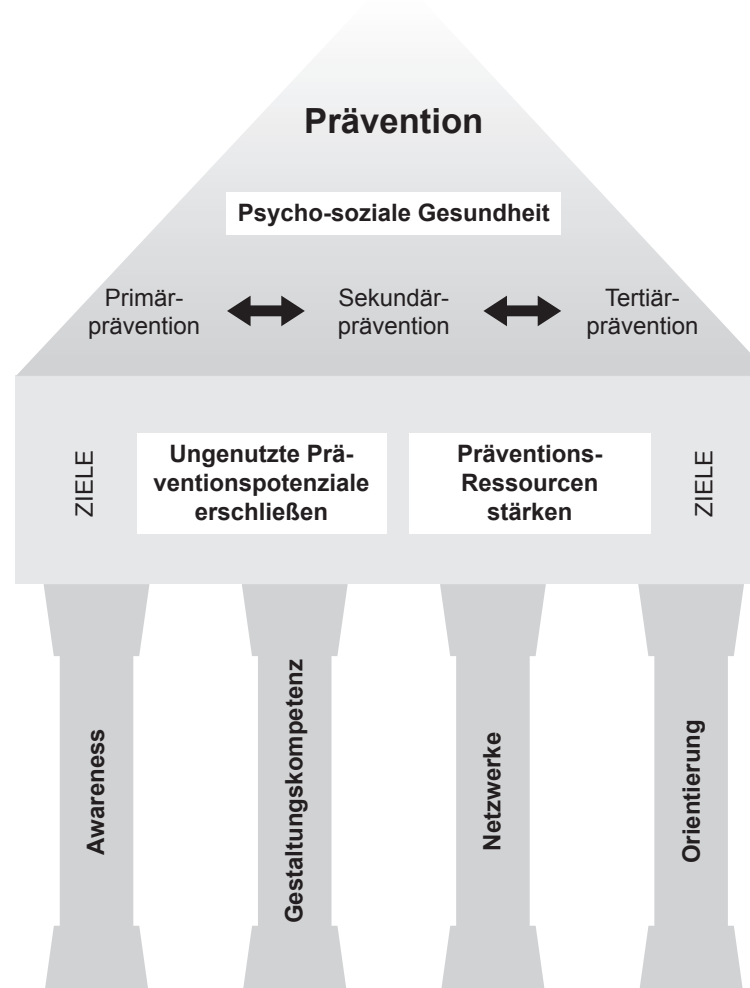 Prävention
Psycho-soziale Gesundheit
Primär-
prävention
Sekundär-
prävention
Tertiär-
prävention
ZIELE
Ungenutzte Prä-
ventionspotenziale
erschließen
Präventions-
Ressourcen
stärken
ZIELE
Awareness
Gestaltungskompetenz
Netzwerke
Orientierung